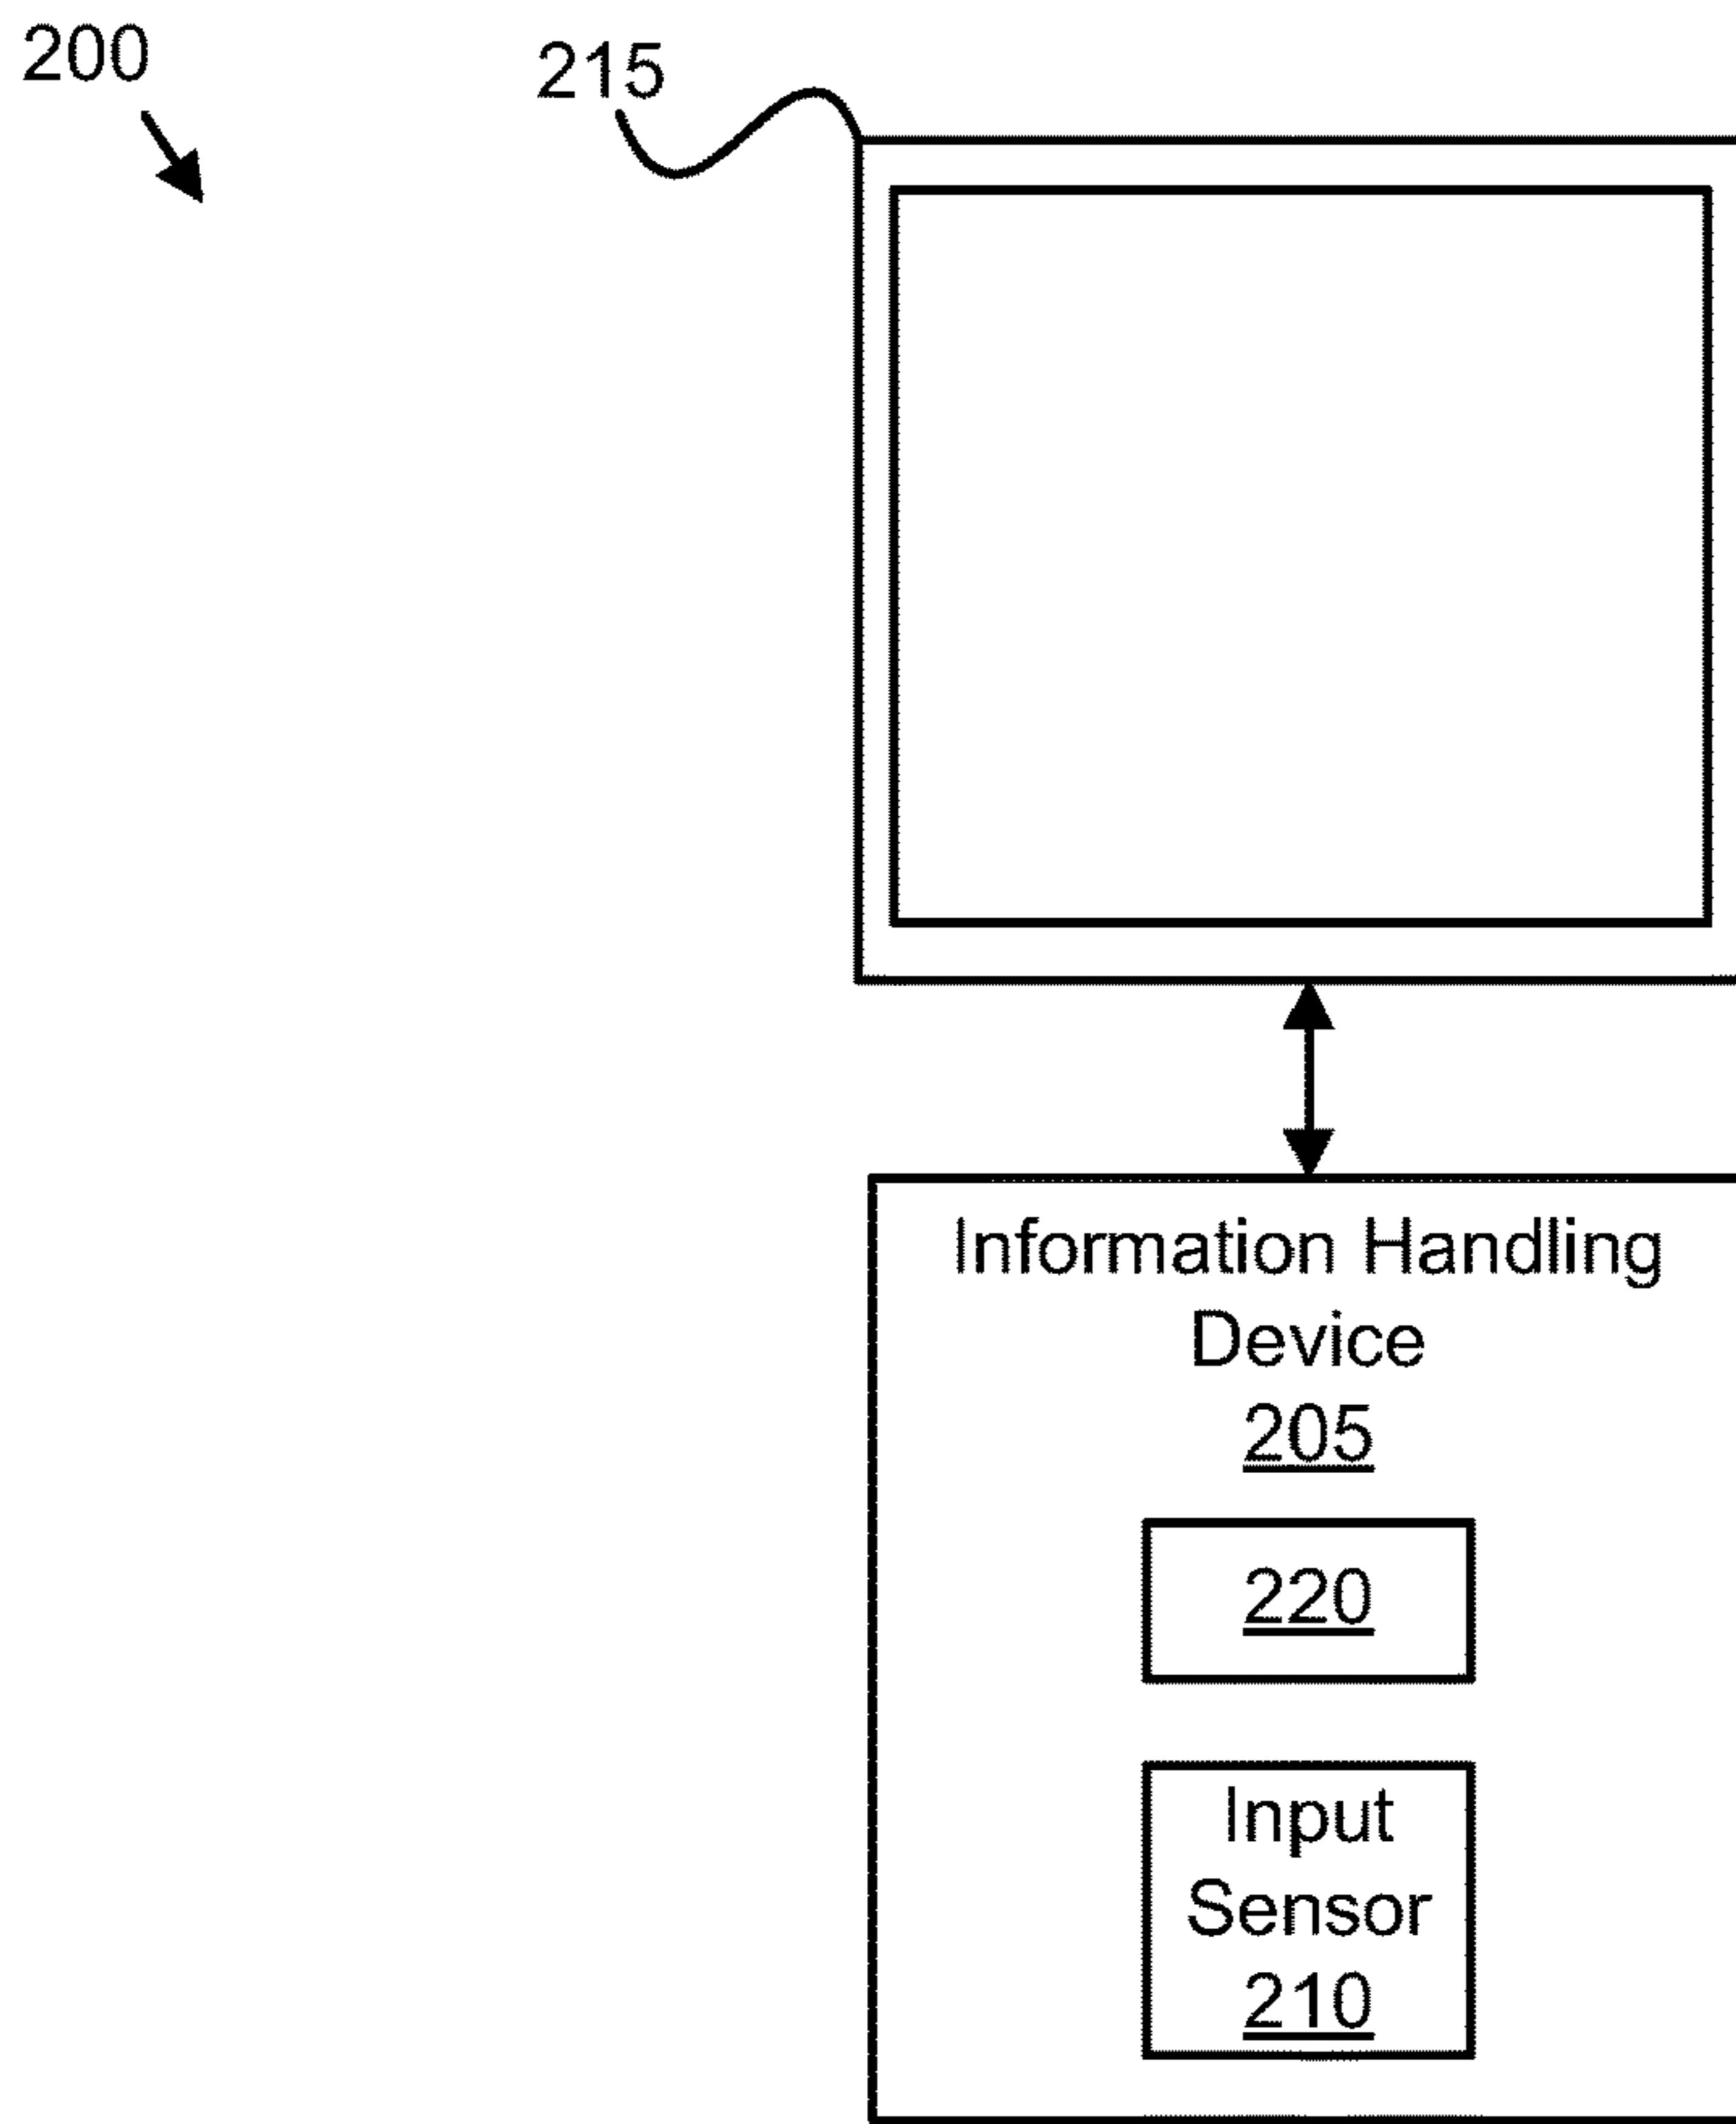 200
215
Information Handling
Device
205
220
Input
Sensor
210